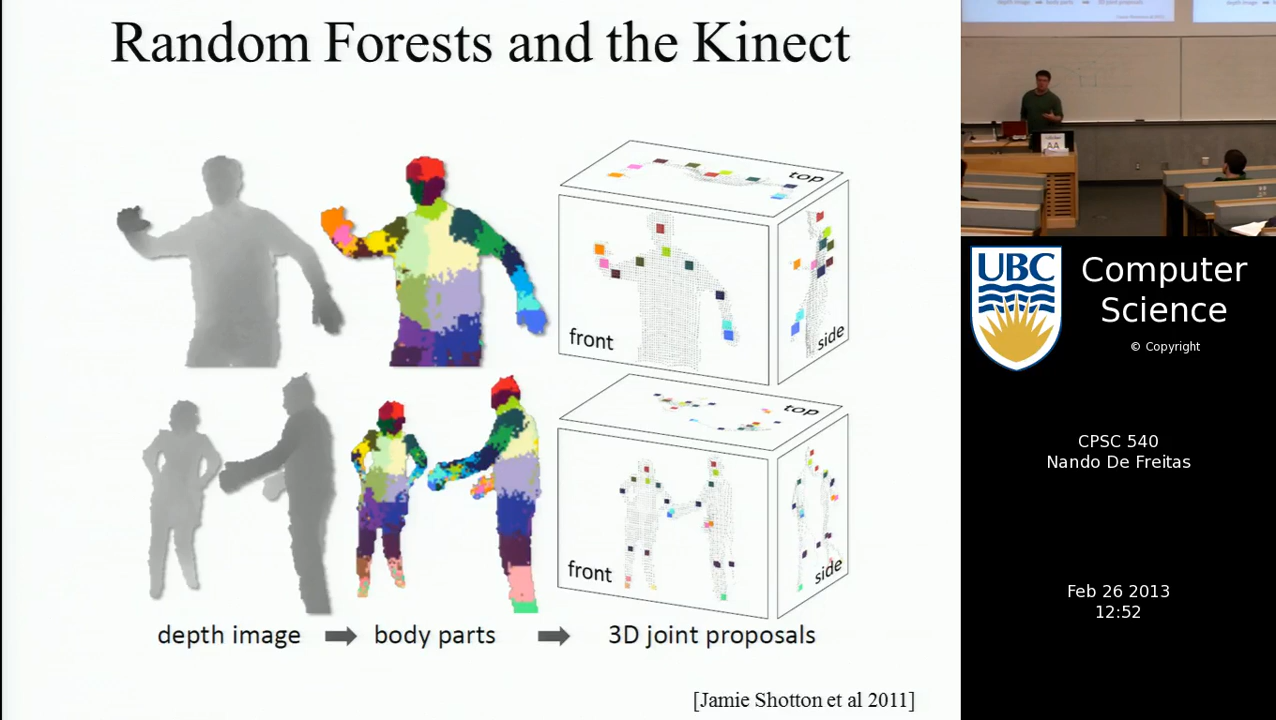 Random Forests and the Kinect
top
front
side
top
front
side
depth image
body parts
3D joint proposals
[Jamie Shotton et al 2011]
AA
UBC
Computer
Science
© Copyright
CPSC 540
Nando De Freitas
Feb 26 2013
12:52